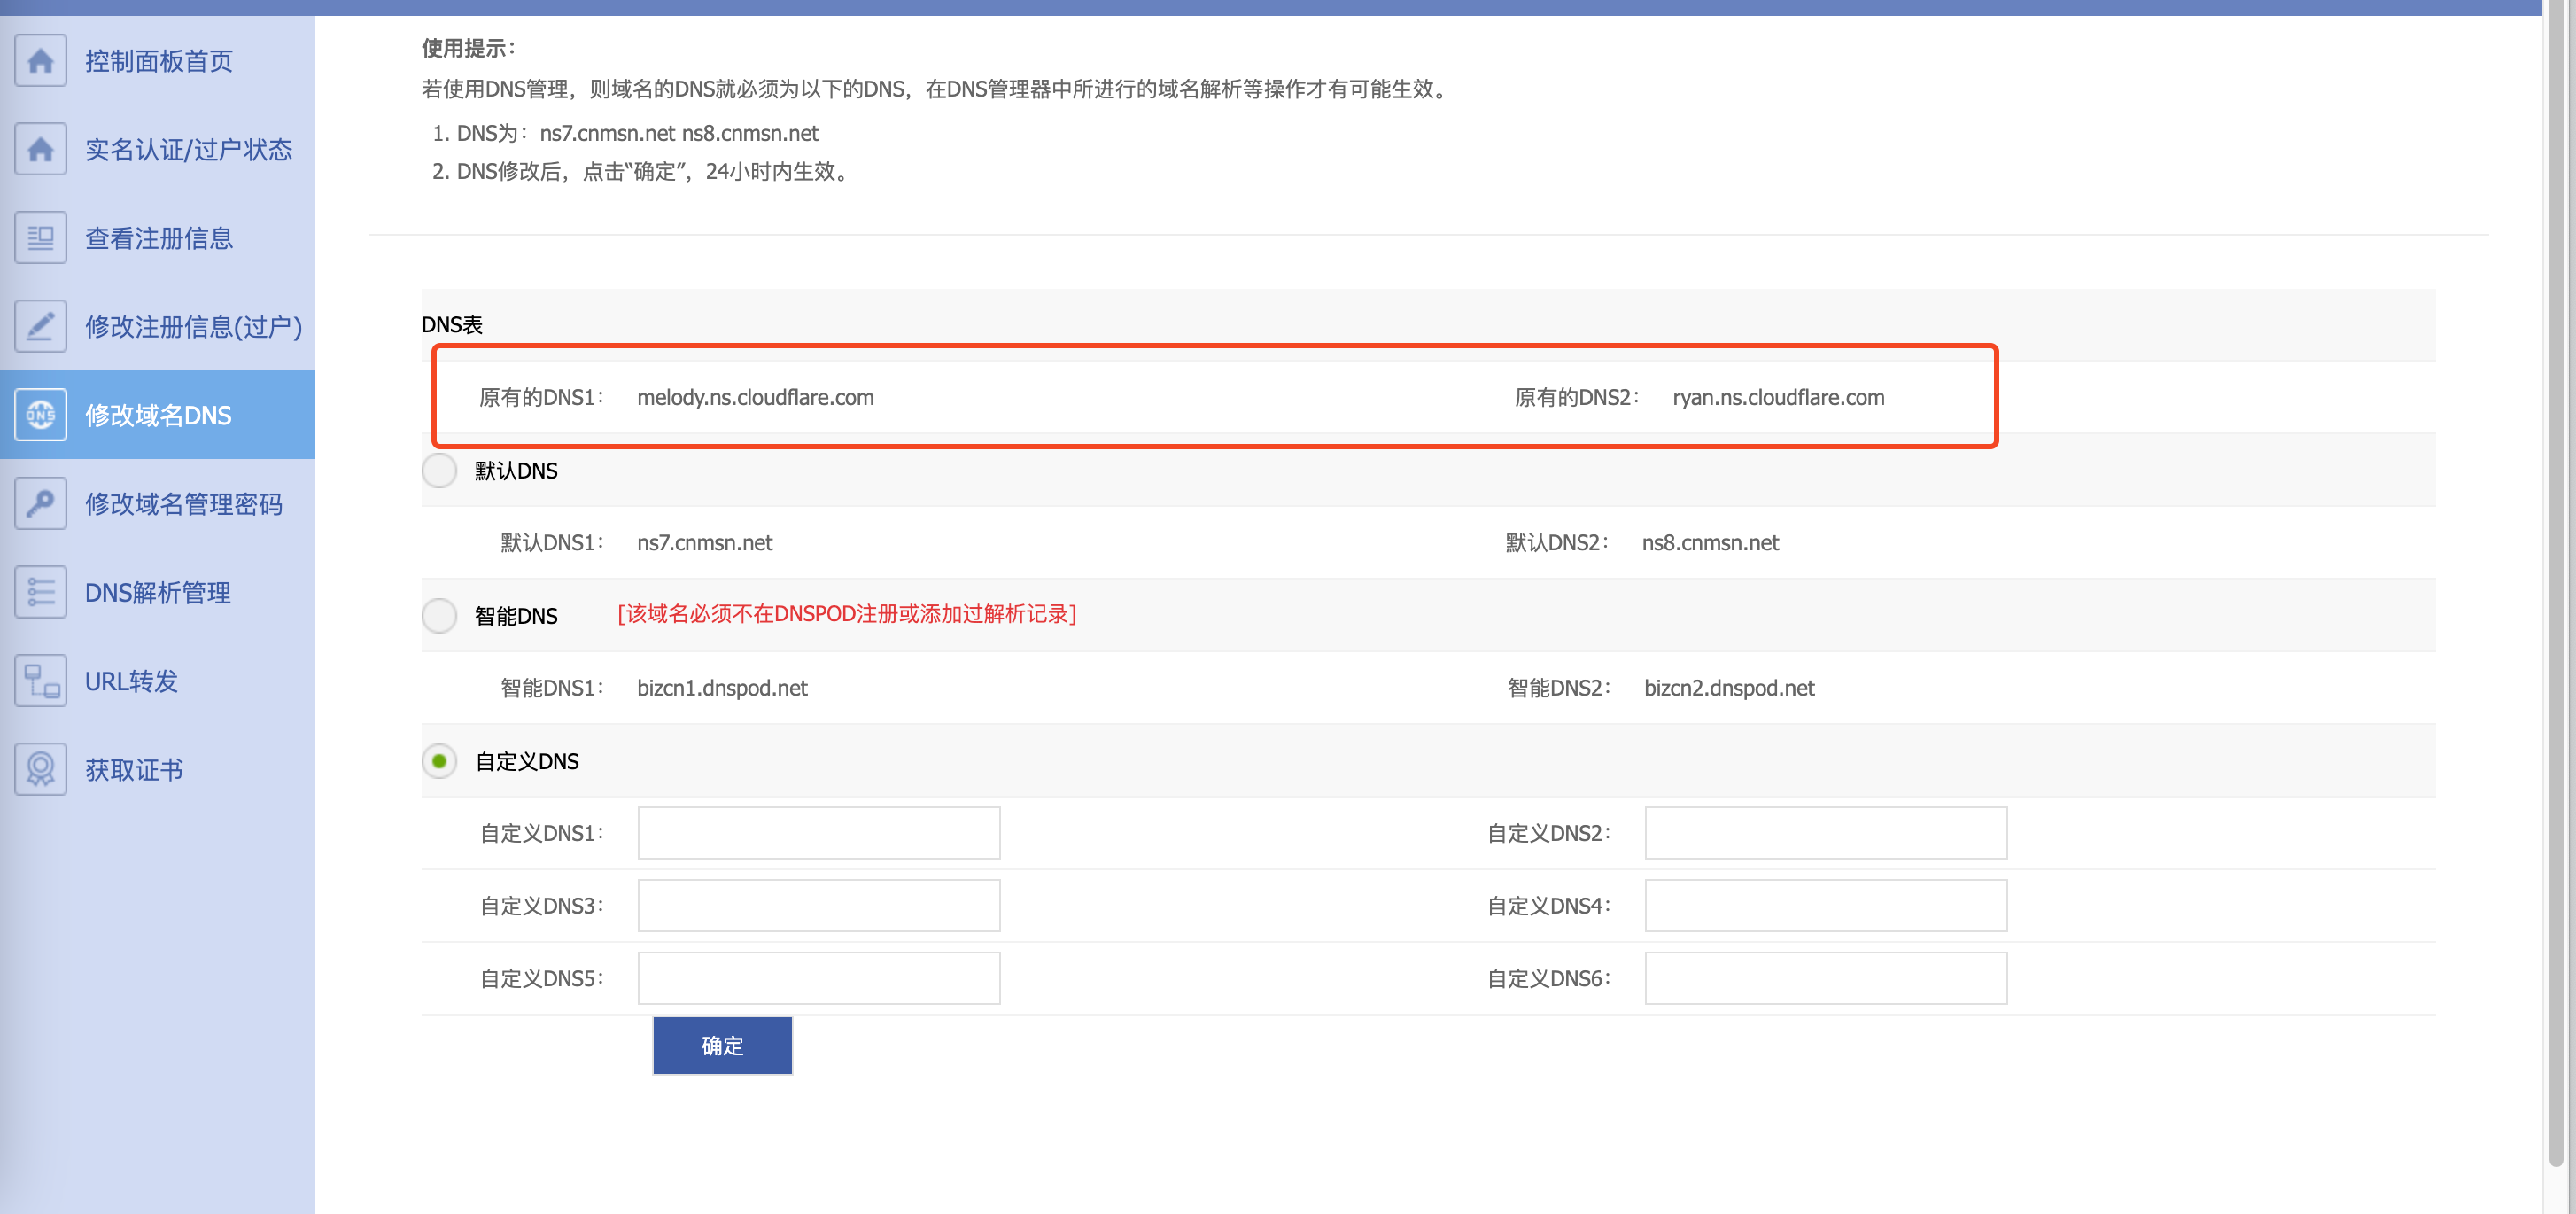 控制面板首页
实名认证/过户状态
查看注册信息
修改注册信息(过户)
DNS
修改域名DNS
修改域名管理密码
DNS解析管理
URL转发
获取证书
使用提示：
若使用DNS管理，则域名的DNS就必须为以下的DNS，在DNS管理器中所进行的域名解析等操作才有可能生效。
1. DNS为：ns7.cnmsn.net ns8.cnmsn.net
2. DNS修改后，点击“确定”，24小时内生效。
DNS表
原有的DNS1： melody.ns.cloudflare.com 原有的DNS2： ryan.ns.cloudflare.com
默认DNS
默认DNS1： ns7.cnmsn.net 默认DNS2： ns8.cnmsn.net
智能DNS [该域名必须不在DNSPOD注册或添加过解析记录]
智能DNS1： bizcn1.dnspod.net 智能DNS2： bizcn2.dnspod.net
自定义DNS
自定义DNS1： 自定义DNS2：
自定义DNS3： 自定义DNS4：
自定义DNS5： 自定义DNS6：
确定